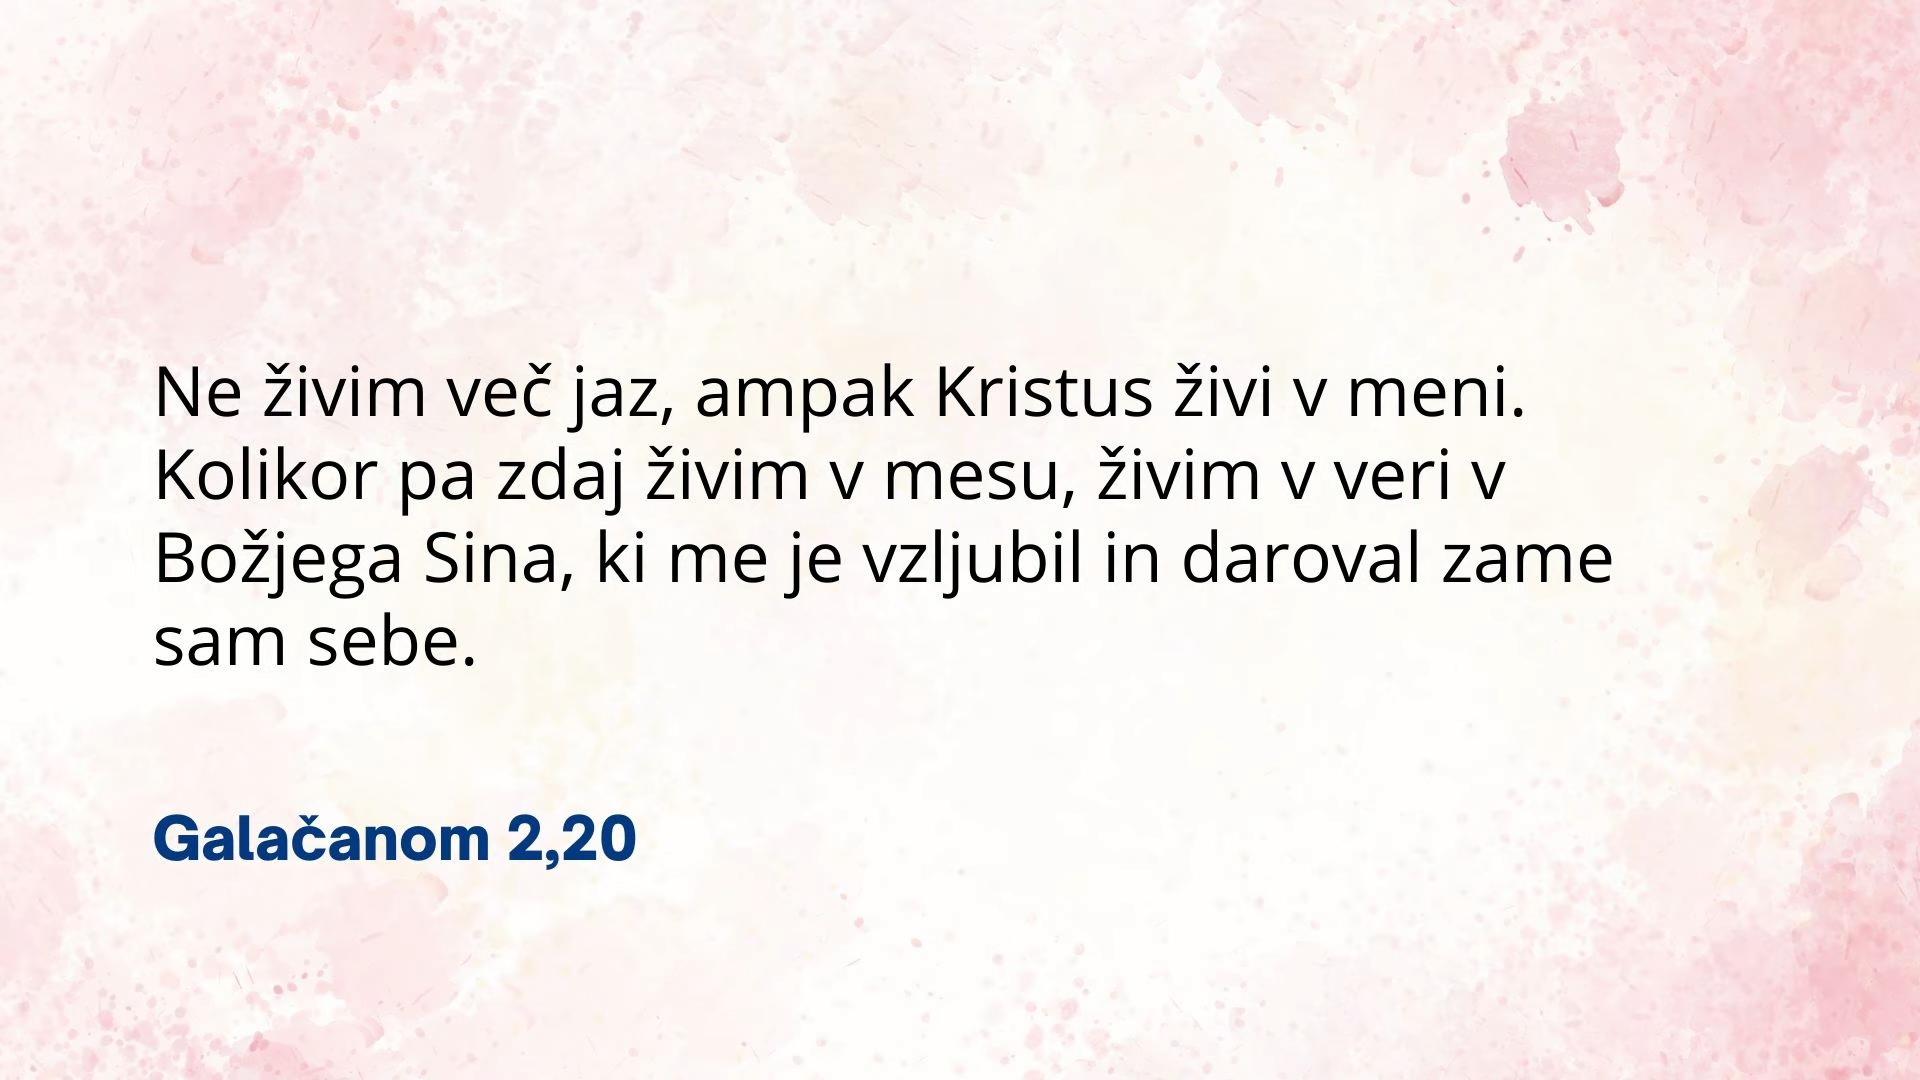 Ne živim več jaz, ampak Kristus živi v meni.
Kolikor pa zdaj živim v mesu, živim v veri v
Božjega Sina, ki me je vzljubil in daroval zame
sam sebe.
Galačanom 2,20